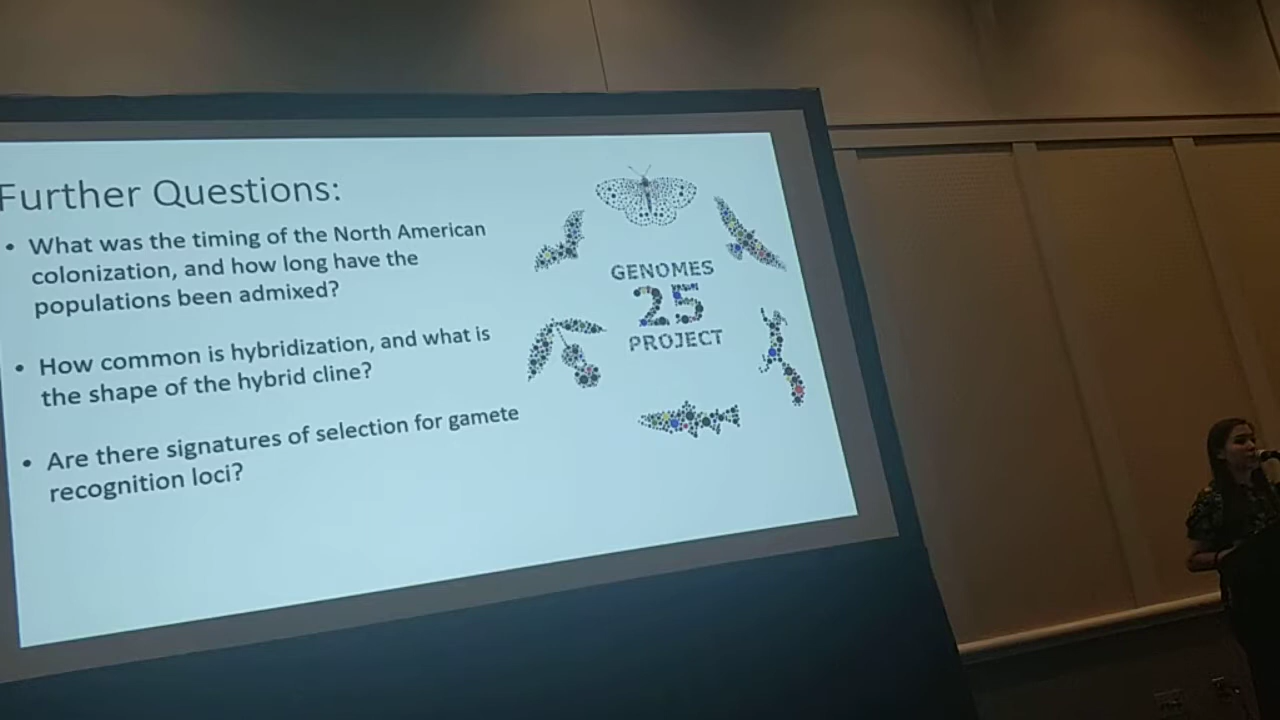 Further Questions:
• What was the timing of the North American
colonization, and how long have the
populations been admixed?
• How common is hybridization, and what is
the shape of the hybrid cline?
• Are there signatures of selection for gamete
recognition loci?
GENOMES
25
PROJECT